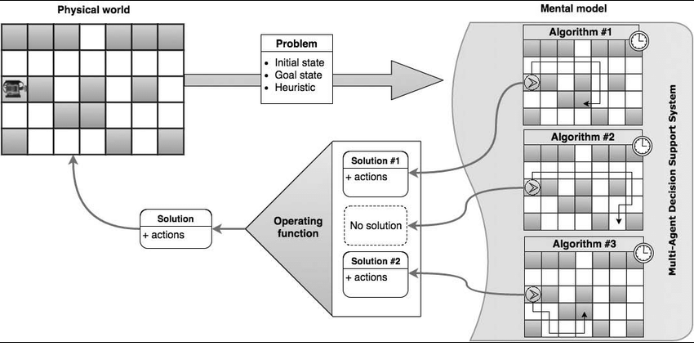 Physical world
Mental model
Problem
• Initial state
• Goal state
• Heuristic
Algorithm #1
Algorithm #2
Algorithm #3
Multi-Agent Decision Support System
Solution #1
+ actions
No solution
Solution #2
+ actions
Operating
function
Solution
+ actions